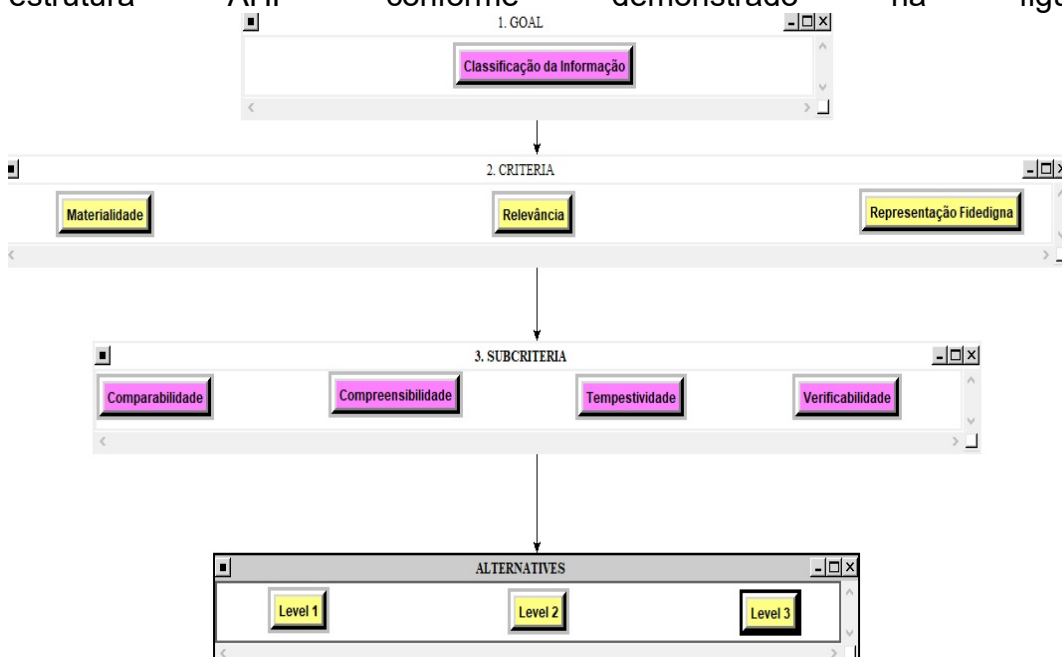 estrutura AHP conforme demonstrado na
1. GOAL
Classificação da Informação
2. CRITERIA
Materialidade Relevância Representação Fidedigna
3. SUBCRITERIA
Comparabilidade Compreensibilidade Tempestividade Verificabilidade
ALTERNATIVES
Level 1 Level 2 Level 3